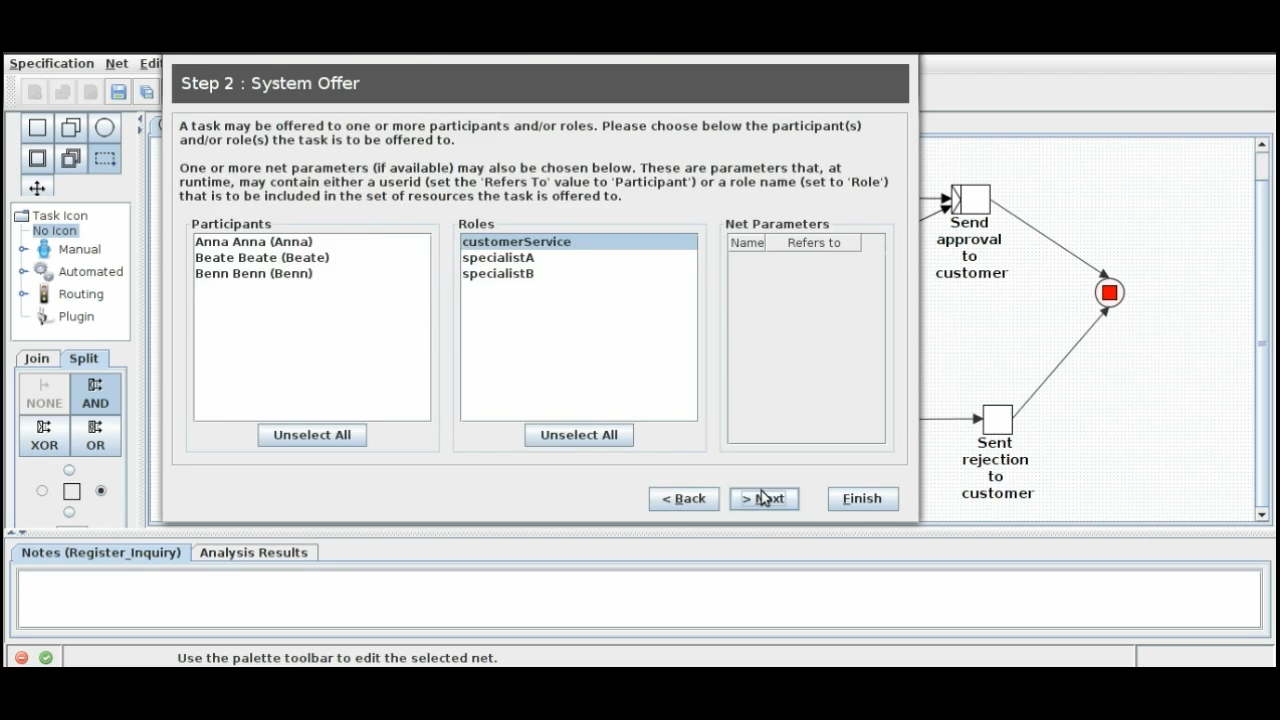 Specification Net Edit
Step 2 : System Offer
A task may be offered to one or more participants and/or roles. Please choose below the participant(s)
and/or role(s) the task is to be offered to.
One or more net parameters (if available) may also be chosen below. These are parameters that, at
runtime, may contain either a userid (set the 'Refers To' value to 'Participant') or a role name (set to 'Role')
that is to be included in the set of resources the task is offered to.
Participants
Anna Anna (Anna)
Beate Beate (Beate)
Benn Benn (Benn)
Unselect All
Roles
customerService
specialistA
specialistB
Unselect All
Net Parameters
Name Refers to
< Back
> Next
Finish
Task Icon
No Icon
Manual
Automated
Routing
Plugin
Join Split
NONE AND
XOR OR
Send
approval
to
customer
Sent
rejection
to
customer
Notes (Register_Inquiry) Analysis Results
Use the palette toolbar to edit the selected net.